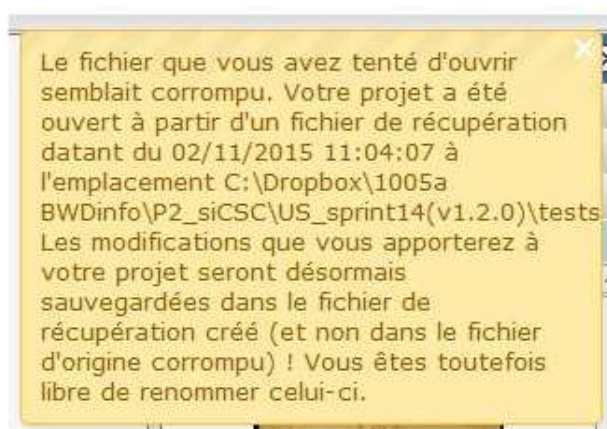 Le fichier que vous avez tenté d'ouvrir
semblait corrompu. Votre projet a été
ouvert à partir d'un fichier de récupération
datant du 02/11/2015 11:04:07 à
l'emplacement C:\Dropbox\1005a
BWDinfo\P2_siCSC\US_sprint14(v1.2.0)\tests
Les modifications que vous apporterez à
votre projet seront désormais
sauvegardées dans le fichier de
récupération créé (et non dans le fichier
d'origine corrompu) ! Vous êtes toutefois
libre de renommer celui-ci.